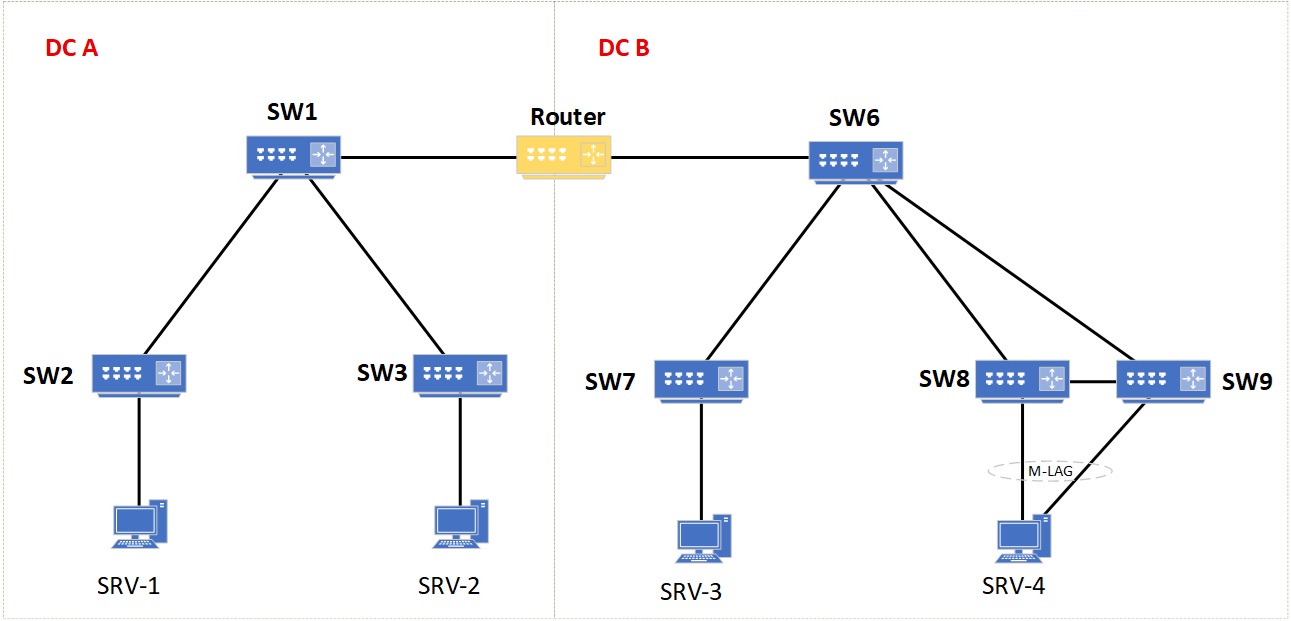 DC A
DC B
SW1
Router
SW6
SW2
SW3
SW7
SW8
SW9
M-LAG
SRV-1
SRV-2
SRV-3
SRV-4